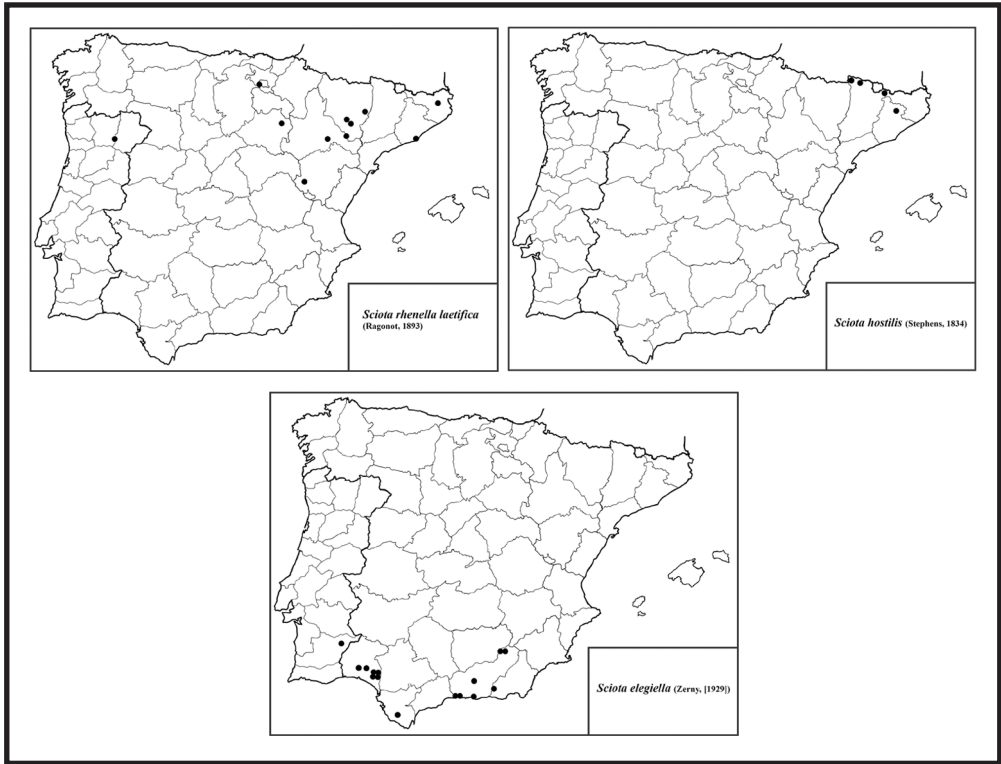 Sciota rhenella laetifica
(Ragonot, 1893)
Sciota hostilis (Stephens, 1834)
Sciota elegiella (Zerny, [1929])